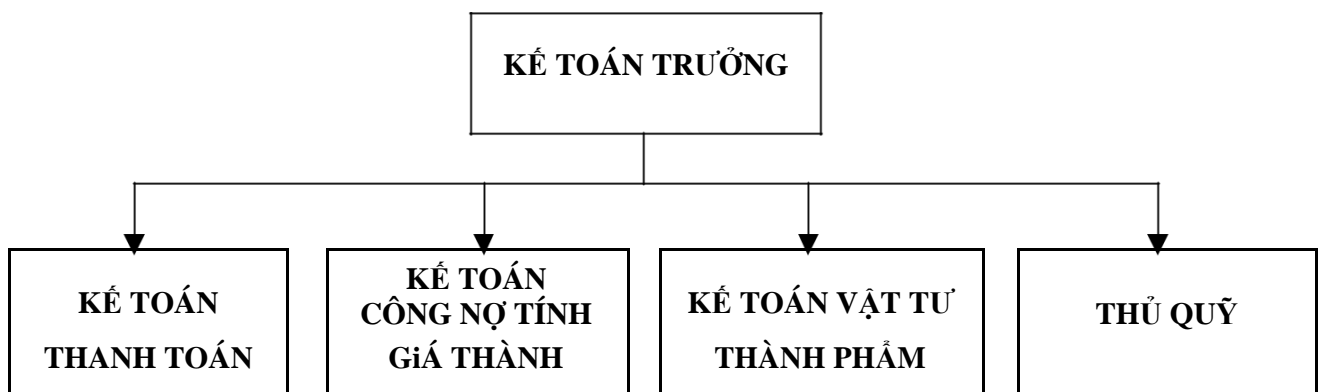 KẾ TOÁN TRƯỞNG
KẾ TOÁN
THANH TOÁN
KẾ TOÁN
CÔNG NỢ TÍNH
GiÁ THÀNH
KẾ TOÁN VẬT TƯ
THÀNH PHẨM
THỦ QUỸ